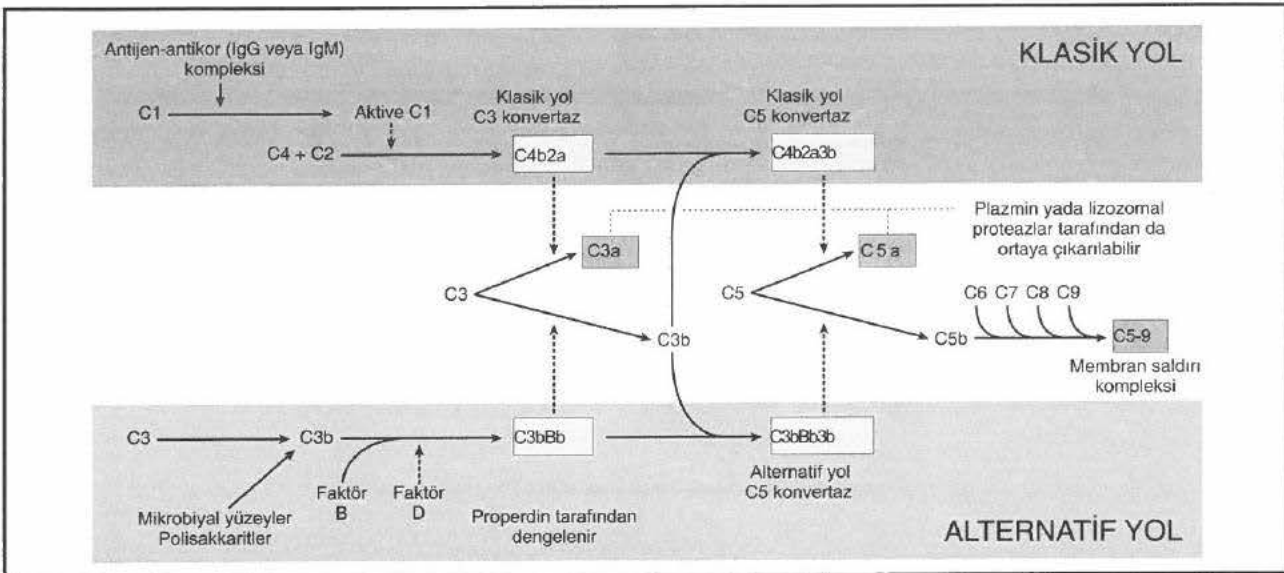 KLASİK YOL
Antijen-antikor (IgG veya IgM)
kompleksi
C1
Aktive C1
Klasik yol
C3 konvertaz
Klasik yol
C5 konvertaz
C4 + C2
C4b2a
C4b2a3b
Plazmin yada lizozomal
proteazlar tarafından da
ortaya çıkarılabilir
C3a
C5a
C3
C5
C6 C7 C8 C9
C3b
C5b
C5-9
Membran saldırı
kompleksi
C3
C3b
C3bBb
C3bBb3b
Mikrobiyal yüzeyler
Polisakkaritler
Faktör
B
Faktör
D
Properdin tarafından
dengelenir
Alternatif yol
C5 konvertaz
ALTERNATİF YOL